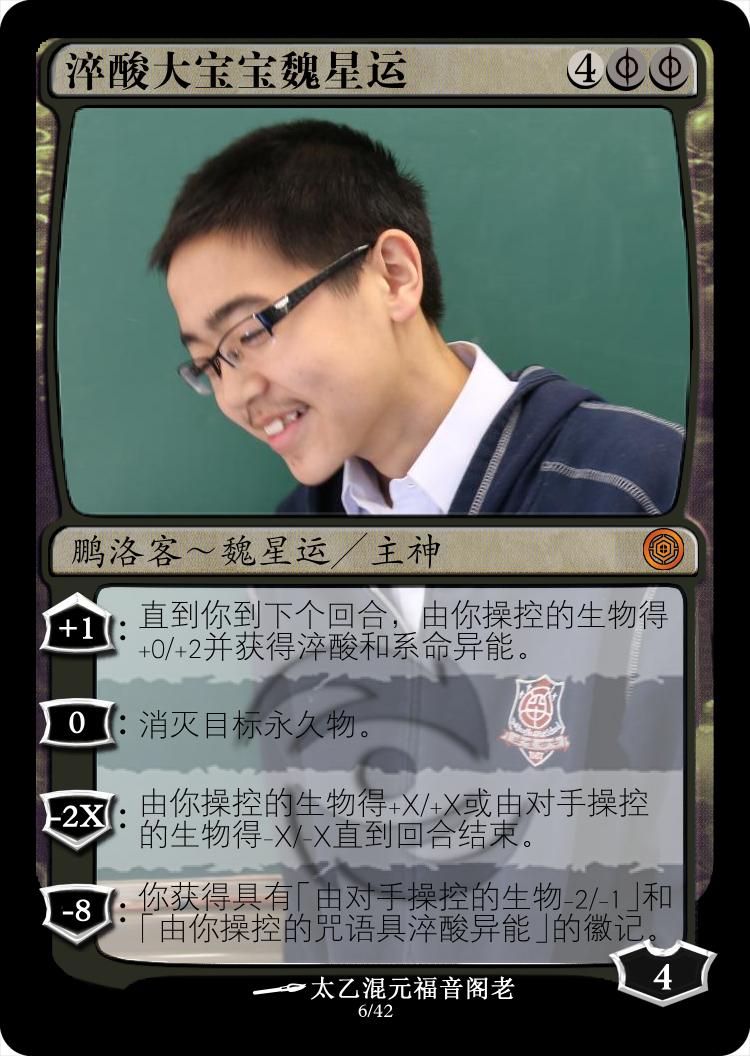 淬酸大宝宝魏星运 4
鹏洛客～魏星运／主神
+1: 直到你到下个回合，由你操控的生物得
+0/+2并获得淬酸和系命异能。
0: 消灭目标永久物。
-2X: 由你操控的生物得+X/+X或由对手操控
的生物得-X/-X直到回合结束。
-8: 你获得具有「由对手操控的生物-2/-1」和
「由你操控的咒语具淬酸异能」的徽记。
4
太乙混元福音阁老
6/42